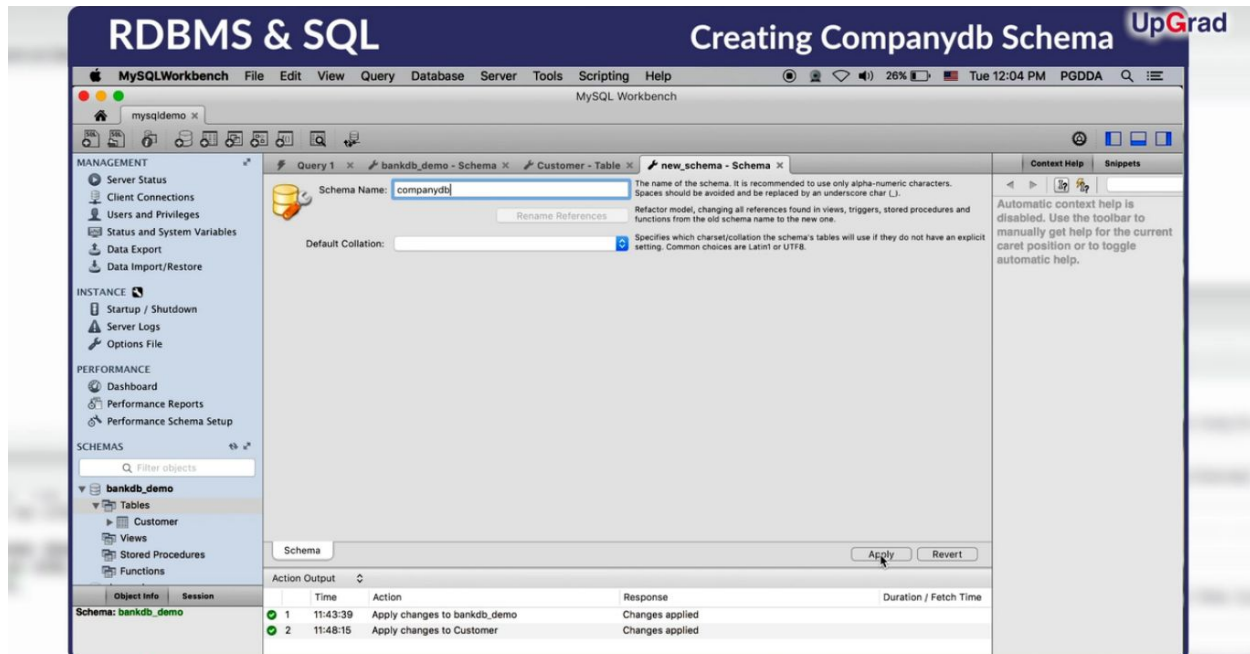 RDBMS & SQL
Creating Companydb Schema
UpGrad
MySQLWorkbench File Edit View Query Database Server Tools Scripting Help
26% Tue 12:04 PM PGDDA
MySQL Workbench
mysqldemo ×
MANAGEMENT
Server Status
Client Connections
Users and Privileges
Status and System Variables
Data Export
Data Import/Restore
INSTANCE
Startup / Shutdown
Server Logs
Options File
PERFORMANCE
Dashboard
Performance Reports
Performance Schema Setup
SCHEMAS
Filter objects
bankdb_demo
Tables
Customer
Views
Stored Procedures
Functions
Object Info Session
Schema: bankdb_demo
Query 1 × bankdb_demo - Schema × Customer - Table × new_schema - Schema ×
Schema Name: companydb
The name of the schema. It is recommended to use only alpha-numeric characters.
Spaces should be avoided and be replaced by an underscore char (_).
Rename References
Refactor model, changing all references found in views, triggers, stored procedures and
functions from the old schema name to the new one.
Default Collation:
Specifies which charset/collation the schema's tables will use if they do not have an explicit
setting. Common choices are Latin1 or UTF8.
Schema
Apply Revert
Action Output
Time Action Response Duration / Fetch Time
1 11:43:39 Apply changes to bankdb_demo Changes applied
2 11:48:15 Apply changes to Customer Changes applied
Context Help Snippets
Automatic context help is
disabled. Use the toolbar to
manually get help for the current
caret position or to toggle
automatic help.